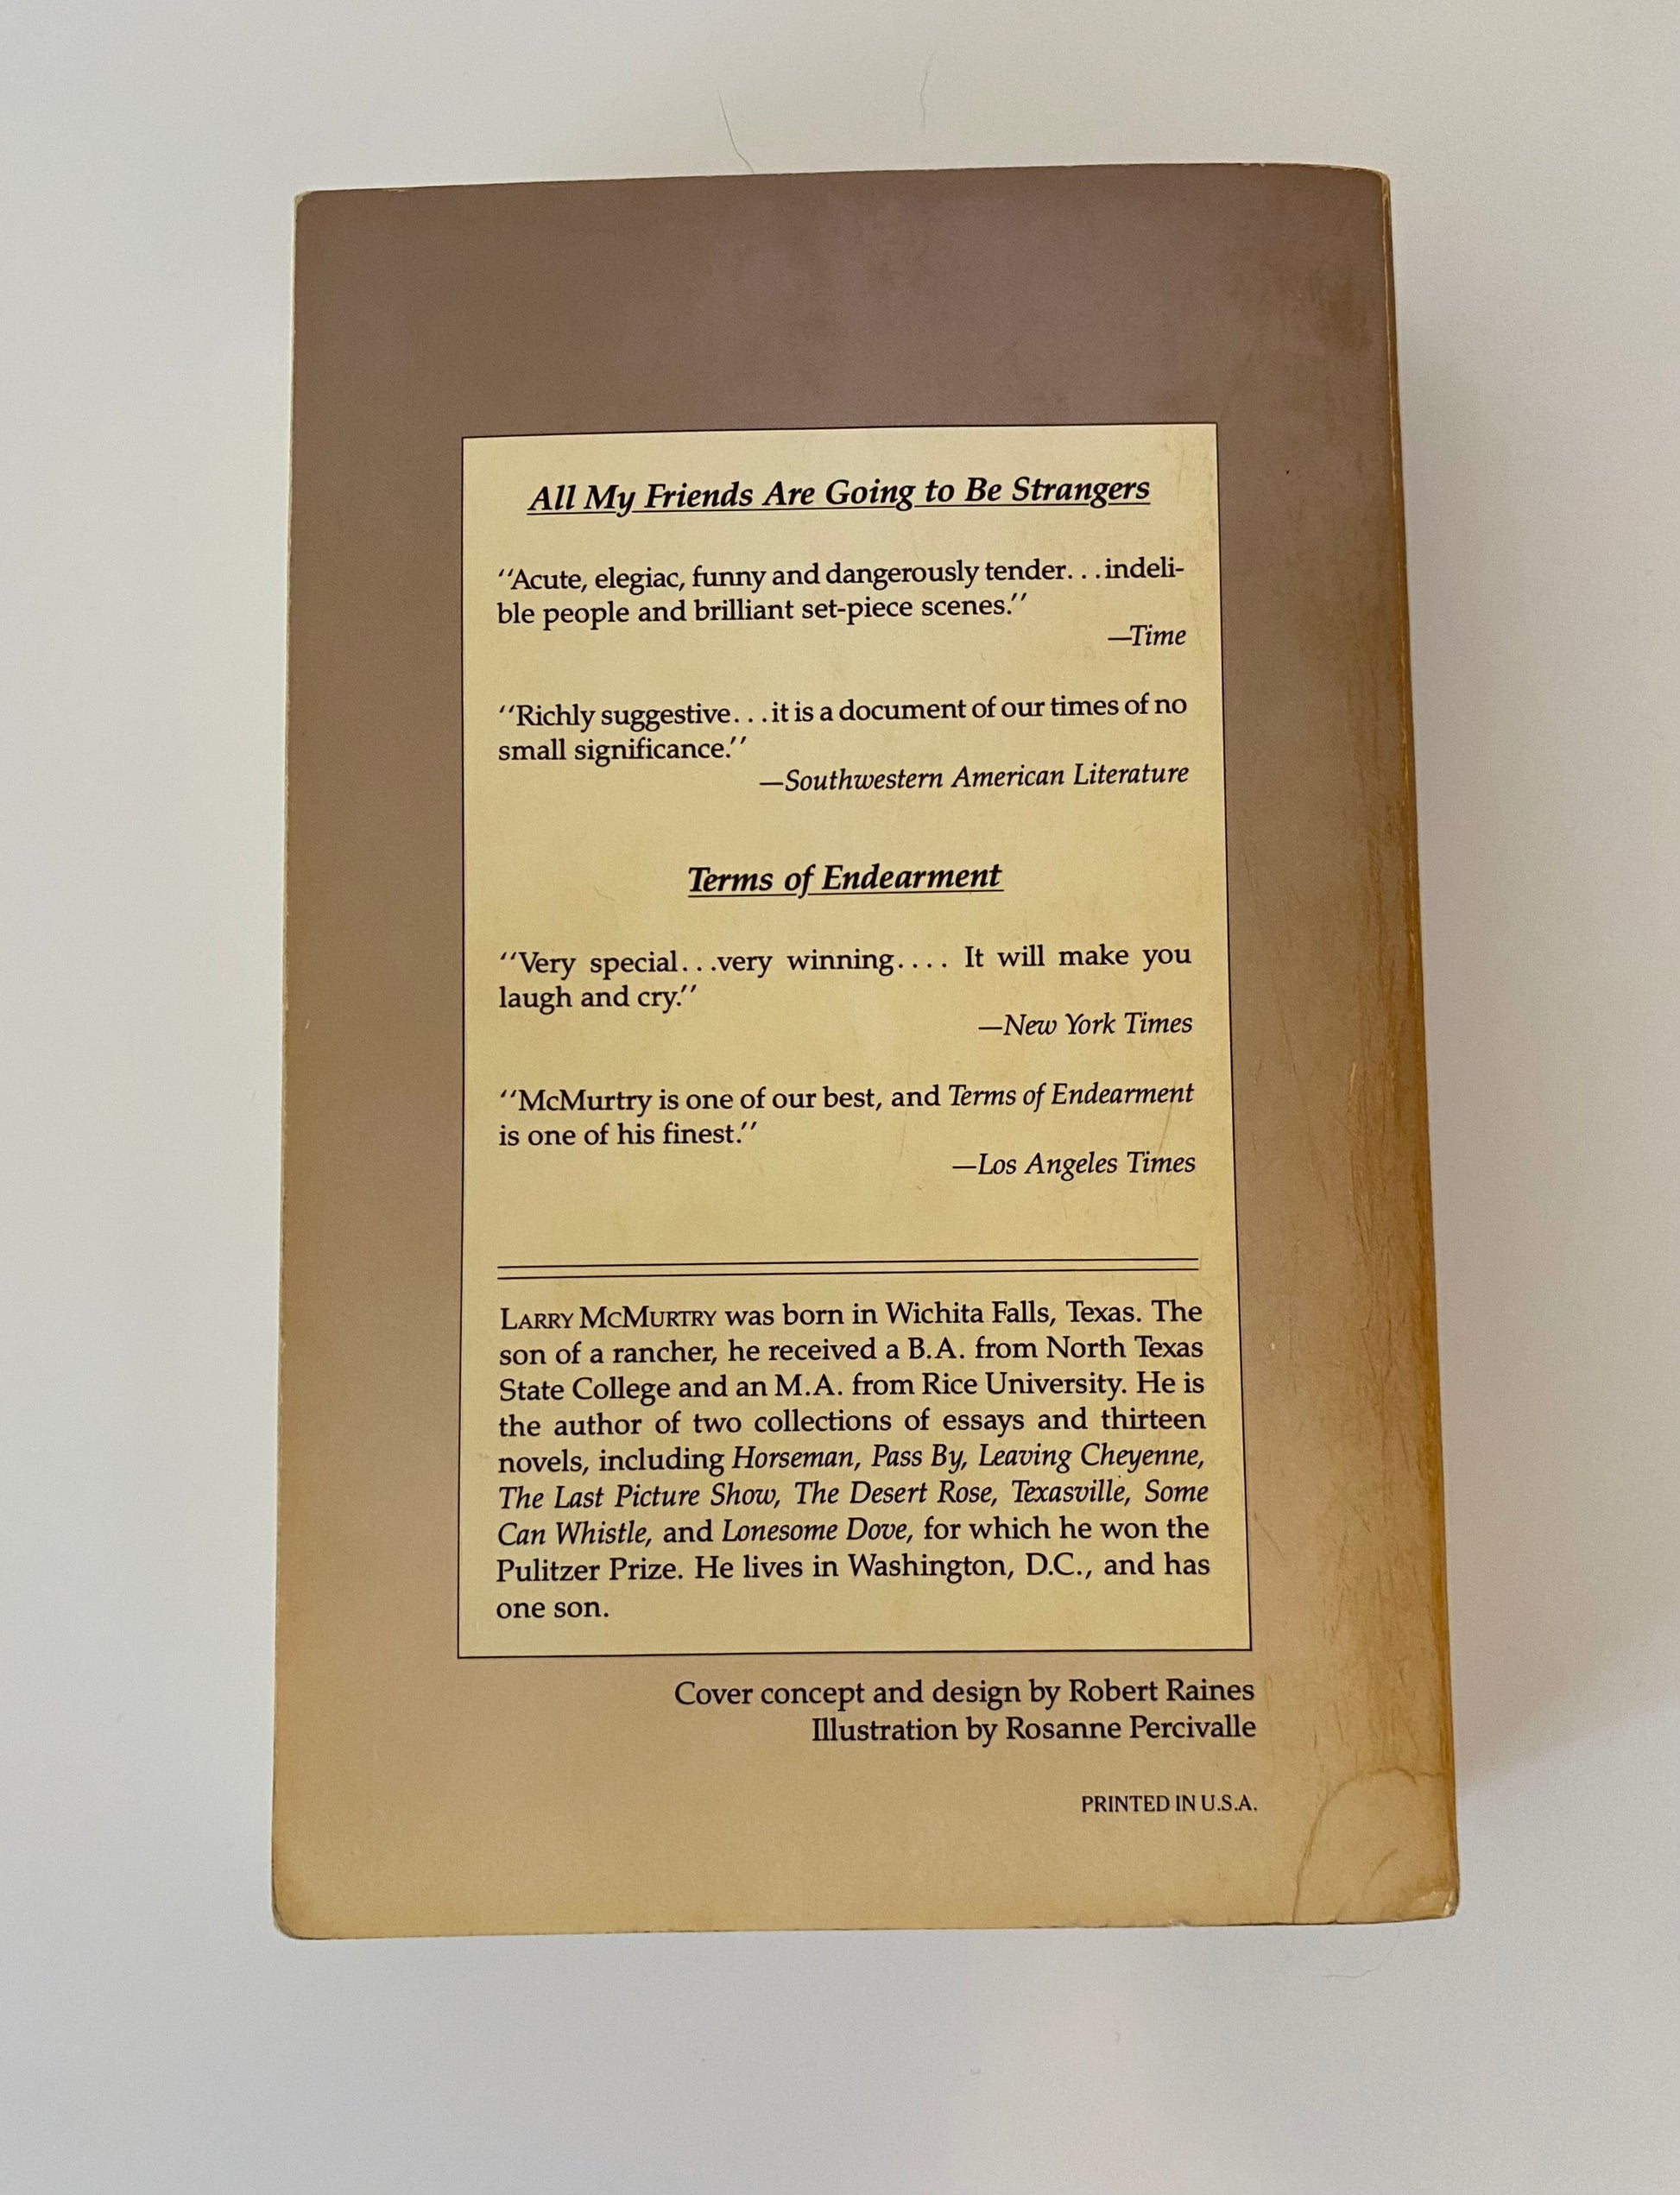 All My Friends Are Going to Be Strangers
‘‘Acute, elegiac, funny and dangerously tender. . .indeli-
ble people and brilliant set-piece scenes.’’
—Time
‘‘Richly suggestive. . .it is a document of our times of no
small significance.’’
—Southwestern American Literature
Terms of Endearment
‘‘Very special. . .very winning. . . . It will make you
laugh and cry.’’
—New York Times
‘‘McMurtry is one of our best, and Terms of Endearment
is one of his finest.’’
—Los Angeles Times
LARRY MCMURTRY was born in Wichita Falls, Texas. The
son of a rancher, he received a B.A. from North Texas
State College and an M.A. from Rice University. He is
the author of two collections of essays and thirteen
novels, including Horseman, Pass By, Leaving Cheyenne,
The Last Picture Show, The Desert Rose, Texasville, Some
Can Whistle, and Lonesome Dove, for which he won the
Pulitzer Prize. He lives in Washington, D.C., and has
one son.
Cover concept and design by Robert Raines
Illustration by Rosanne Percivalle
PRINTED IN U.S.A.